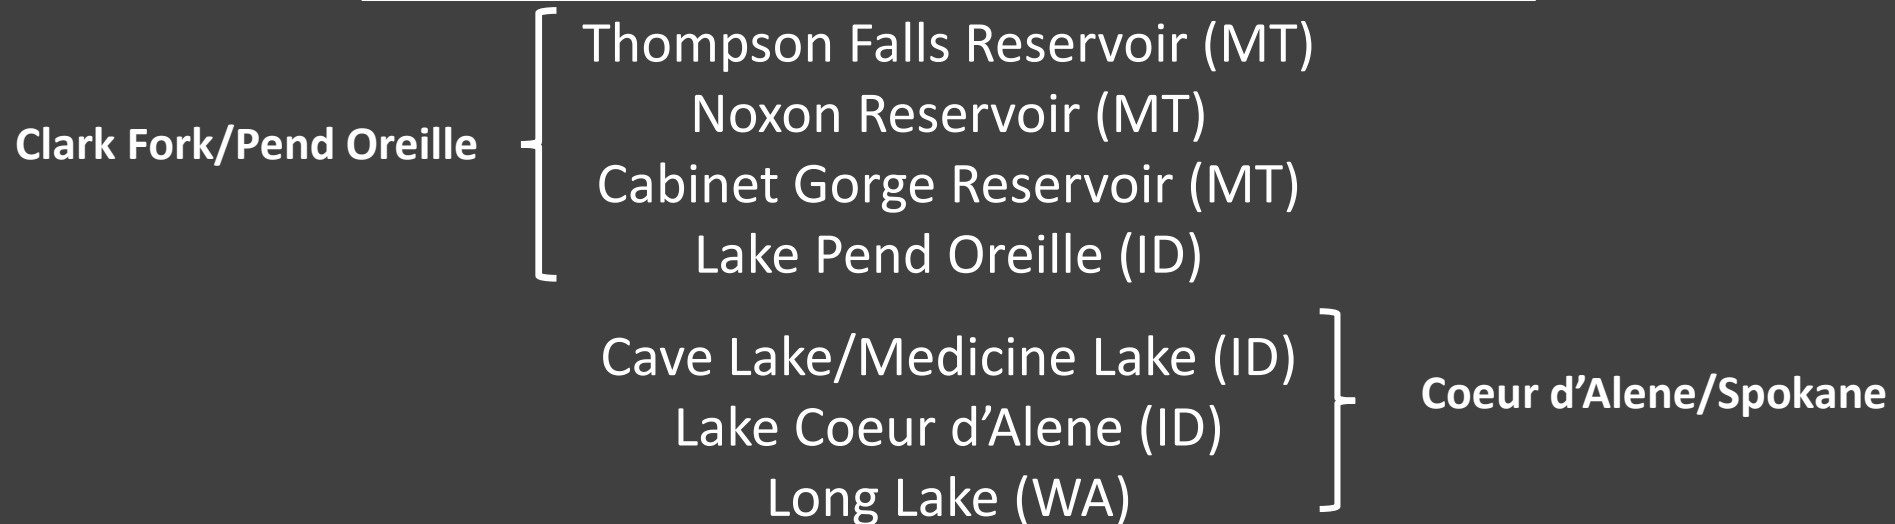 Thompson Falls Reservoir (MT)
Noxon Reservoir (MT)
Clark Fork/Pend Oreille
Cabinet Gorge Reservoir (MT)
Lake Pend Oreille (ID)
Cave Lake/Medicine Lake (ID)
Coeur d’Alene/Spokane
Lake Coeur d’Alene (ID)
Long Lake (WA)